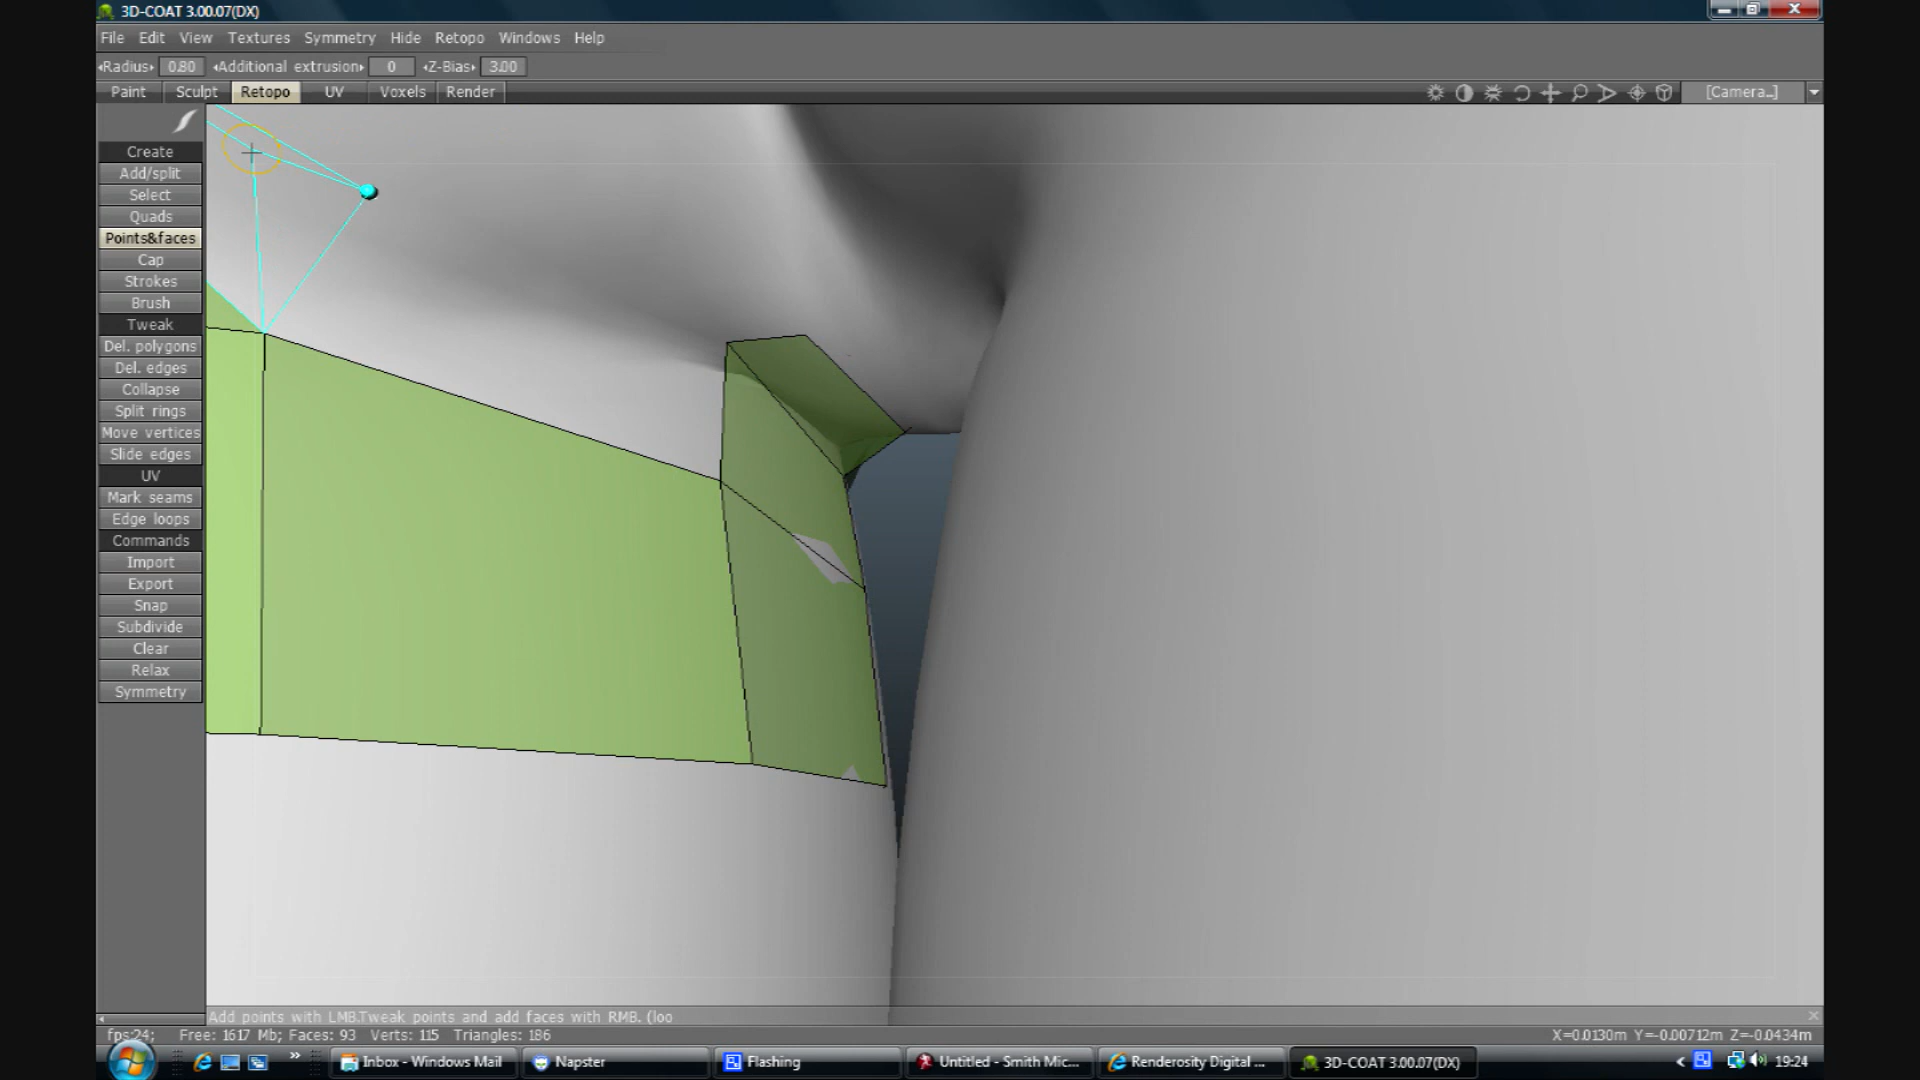 3D-COAT 3.00.07(DX)
File Edit View Textures Symmetry Hide Retopo Windows Help
Radius 0.80 Additional extrusion 0 Z-Bias 3.00
Paint Sculpt Retopo UV Voxels Render [Camera..]
Create
Add/split
Select
Quads
Points&faces
Cap
Strokes
Brush
Tweak
Del. polygons
Del. edges
Collapse
Split rings
Move vertices
Slide edges
UV
Mark seams
Edge loops
Commands
Import
Export
Snap
Subdivide
Clear
Relax
Symmetry
Add points with LMB.Tweak points and add faces with RMB. (loo
fps:24; Free: 1617 Mb; Faces: 93 Verts: 115 Triangles: 186 X=0.0130m Y=-0.00712m Z=-0.0434m
Inbox - Windows Mail Napster Flashing Untitled - Smith Mic... Renderosity Digital ... 3D-COAT 3.00.07(DX) 19:24